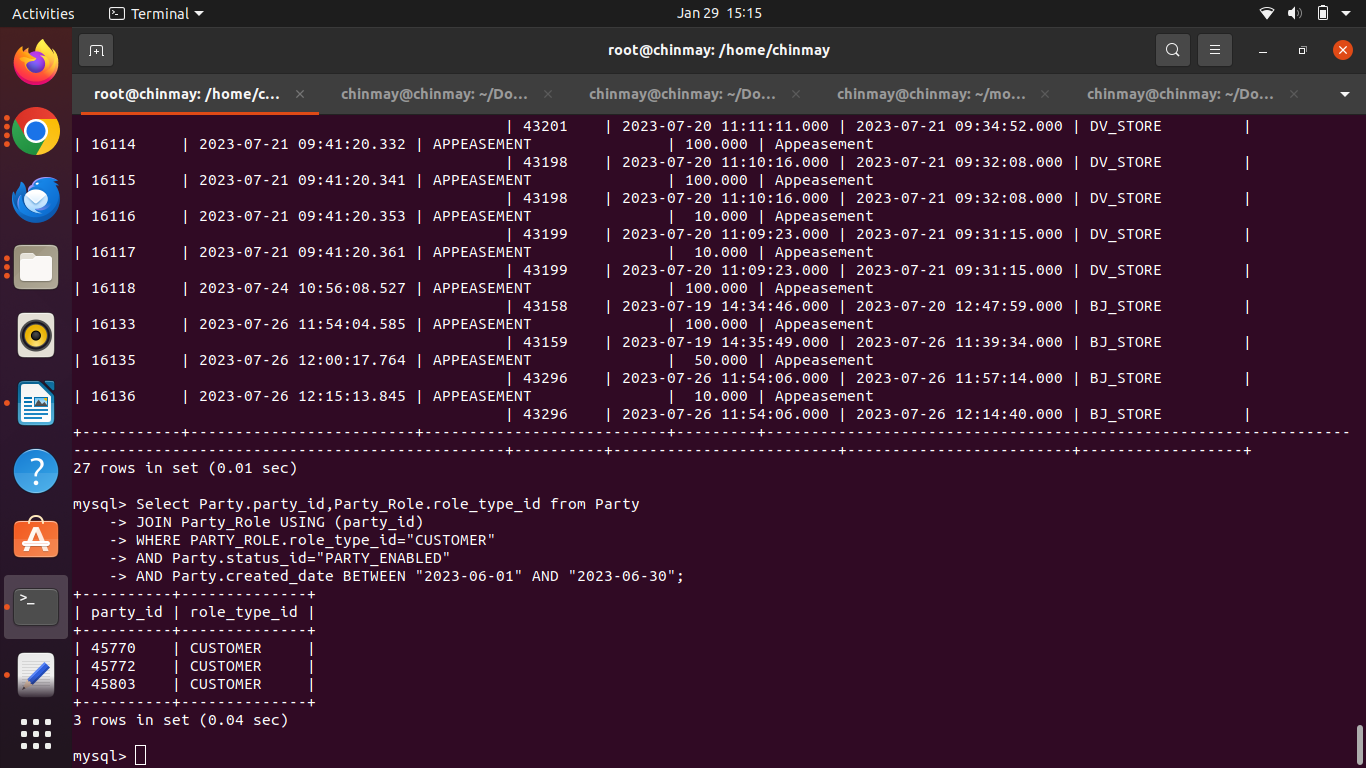 Activities Terminal Jan 29 15:15
root@chinmay: /home/chinmay
root@chinmay: /home/c... × chinmay@chinmay: ~/Do... × chinmay@chinmay: ~/Do... × chinmay@chinmay: ~/mo... × chinmay@chinmay: ~/Do... ×
| 43201 | 2023-07-20 11:11:11.000 | 2023-07-21 09:34:52.000 | DV_STORE |
| 16114 | 2023-07-21 09:41:20.332 | APPEASEMENT | 100.000 | Appeasement
| 43198 | 2023-07-20 11:10:16.000 | 2023-07-21 09:32:08.000 | DV_STORE |
| 16115 | 2023-07-21 09:41:20.341 | APPEASEMENT | 100.000 | Appeasement
| 43198 | 2023-07-20 11:10:16.000 | 2023-07-21 09:32:08.000 | DV_STORE |
| 16116 | 2023-07-21 09:41:20.353 | APPEASEMENT | 10.000 | Appeasement
| 43199 | 2023-07-20 11:09:23.000 | 2023-07-21 09:31:15.000 | DV_STORE |
| 16117 | 2023-07-21 09:41:20.361 | APPEASEMENT | 10.000 | Appeasement
| 43199 | 2023-07-20 11:09:23.000 | 2023-07-21 09:31:15.000 | DV_STORE |
| 16118 | 2023-07-24 10:56:08.527 | APPEASEMENT | 100.000 | Appeasement
| 43158 | 2023-07-19 14:34:46.000 | 2023-07-20 12:47:59.000 | BJ_STORE |
| 16133 | 2023-07-26 11:54:04.585 | APPEASEMENT | 100.000 | Appeasement
| 43159 | 2023-07-19 14:35:49.000 | 2023-07-26 11:39:34.000 | BJ_STORE |
| 16135 | 2023-07-26 12:00:17.764 | APPEASEMENT | 50.000 | Appeasement
| 43296 | 2023-07-26 11:54:06.000 | 2023-07-26 11:57:14.000 | BJ_STORE |
| 16136 | 2023-07-26 12:15:13.845 | APPEASEMENT | 10.000 | Appeasement
| 43296 | 2023-07-26 11:54:06.000 | 2023-07-26 12:14:40.000 | BJ_STORE |
+-----------+-------------------------+---------------------------+---------+-----------------------------------------------------------------
------------------------------------------------+----------+-------------------------+-------------------------+------------------+
27 rows in set (0.01 sec)
mysql> Select Party.party_id,Party_Role.role_type_id from Party
-> JOIN Party_Role USING (party_id)
-> WHERE PARTY_ROLE.role_type_id="CUSTOMER"
-> AND Party.status_id="PARTY_ENABLED"
-> AND Party.created_date BETWEEN "2023-06-01" AND "2023-06-30";
+----------+--------------+
| party_id | role_type_id |
+----------+--------------+
| 45770 | CUSTOMER |
| 45772 | CUSTOMER |
| 45803 | CUSTOMER |
+----------+--------------+
3 rows in set (0.04 sec)
mysql>